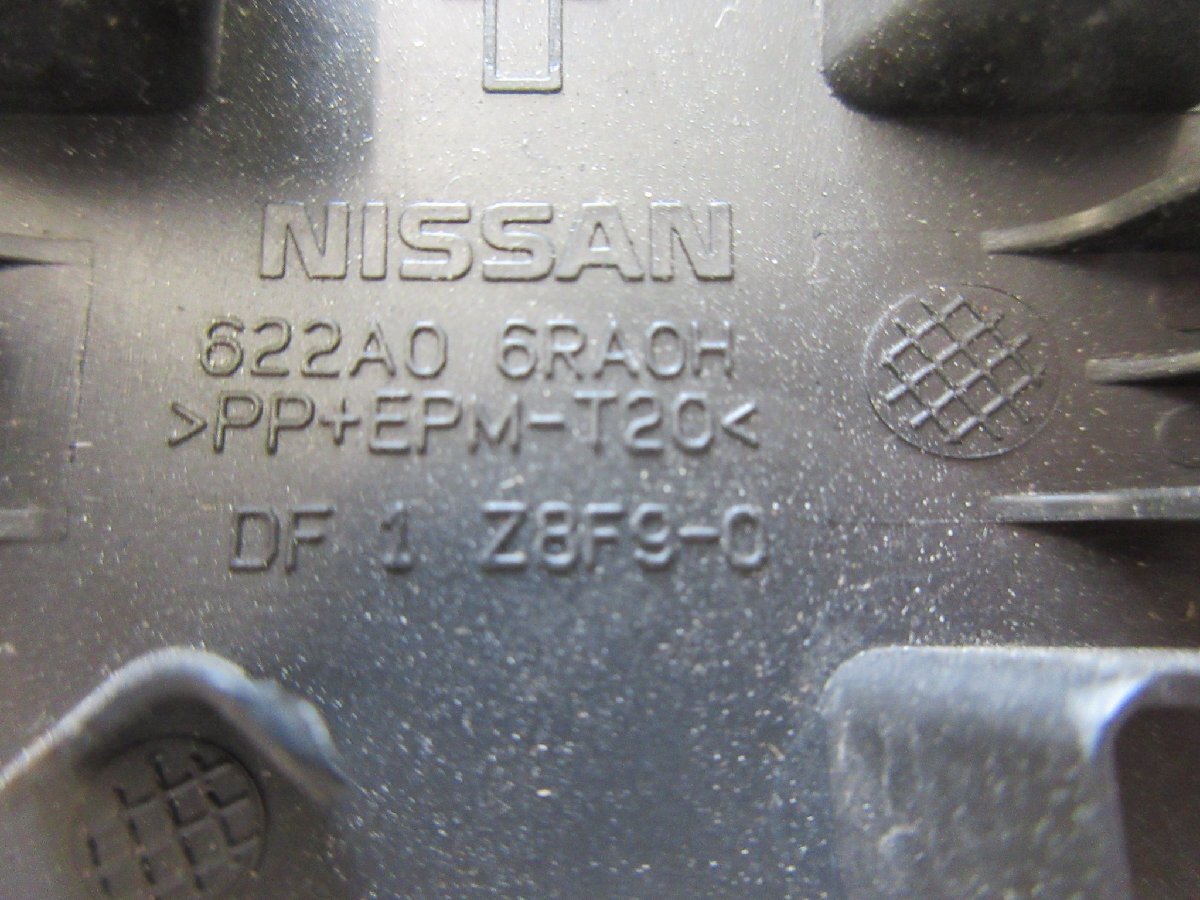 NISSAN
622A0 6RA0H
>PP+EPM-T20<
DF 1 Z8F9-0